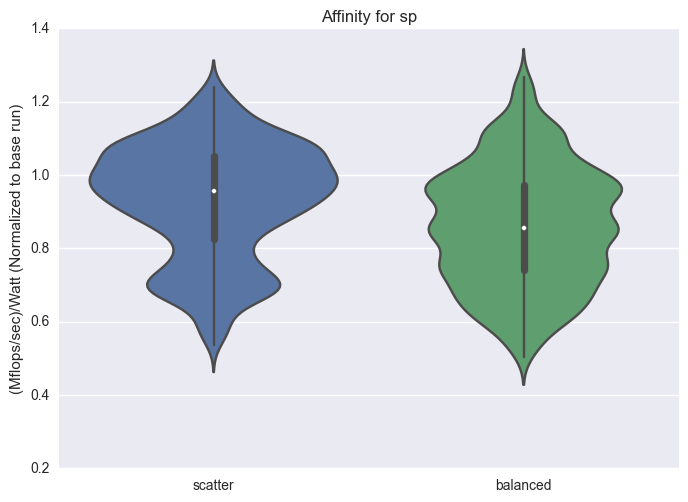 Affinity for sp
(Mflops/sec)/Watt (Normalized to base run)
1.4
1.2
1.0
0.8
0.6
0.4
0.2
scatter balanced